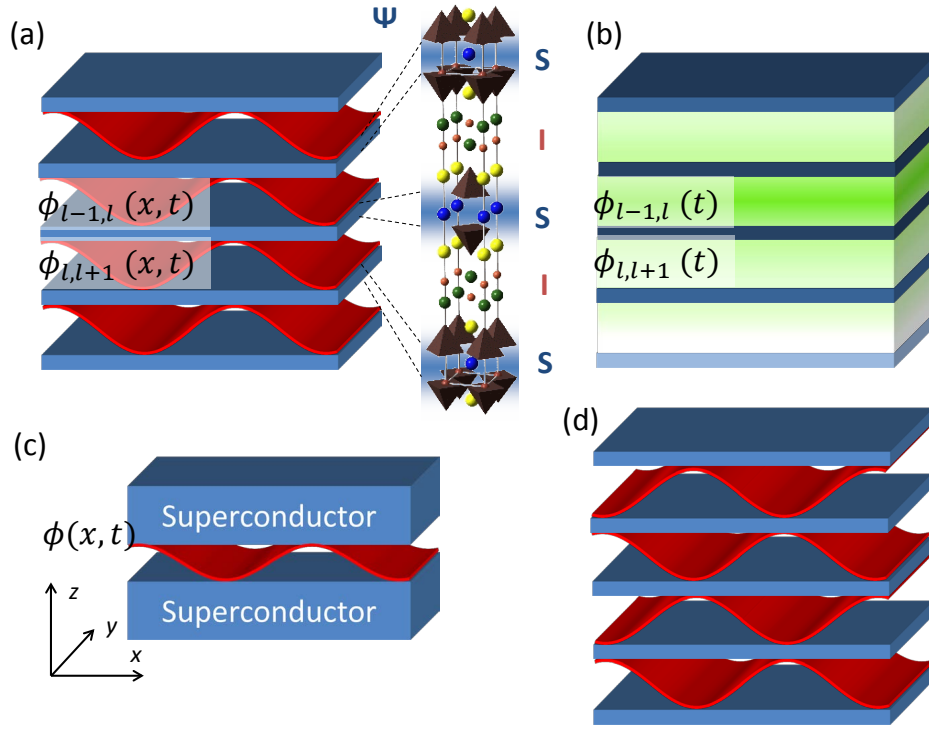 (a)
Ψ
S
I
S
I
S
ϕ_{l−1,l} (x, t)
ϕ_{l,l+1} (x, t)
(b)
ϕ_{l−1,l} (t)
ϕ_{l,l+1} (t)
(c)
Superconductor
ϕ(x, t)
Superconductor
z
y
x
(d)